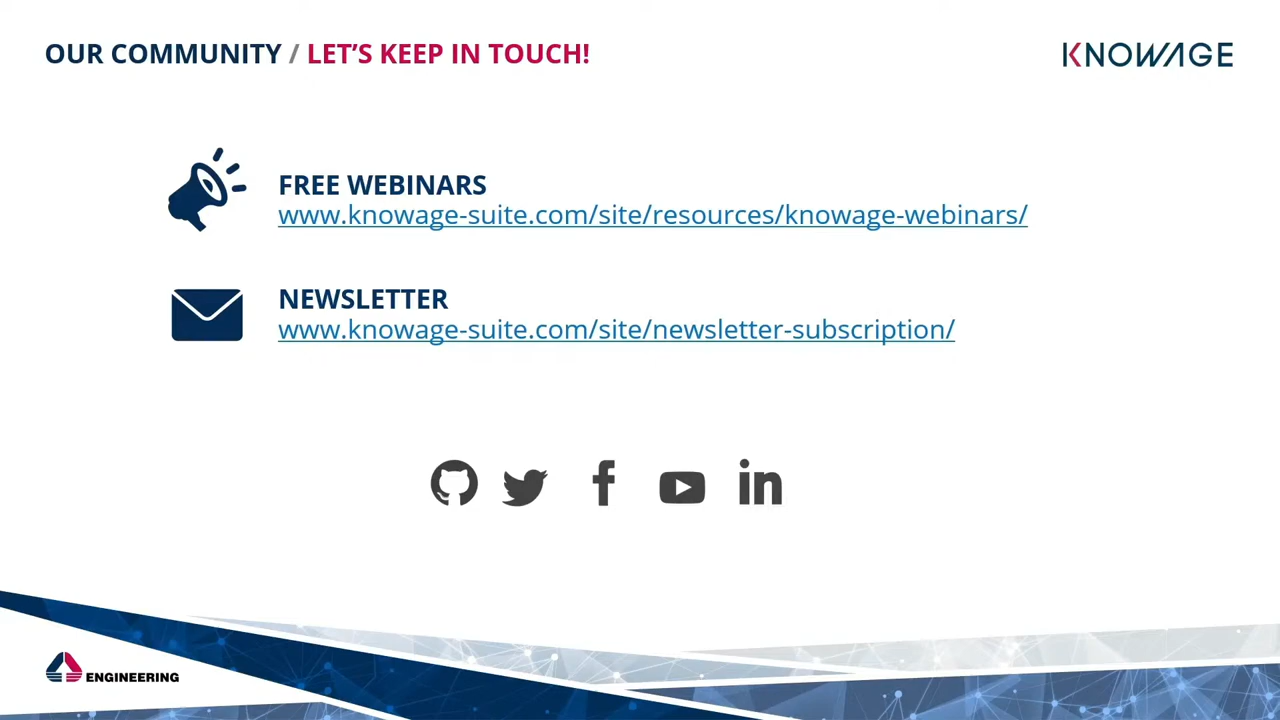 OUR COMMUNITY / LET'S KEEP IN TOUCH!
KNOWAGE
FREE WEBINARS
www.knowage-suite.com/site/resources/knowage-webinars/
NEWSLETTER
www.knowage-suite.com/site/newsletter-subscription/
ENGINEERING